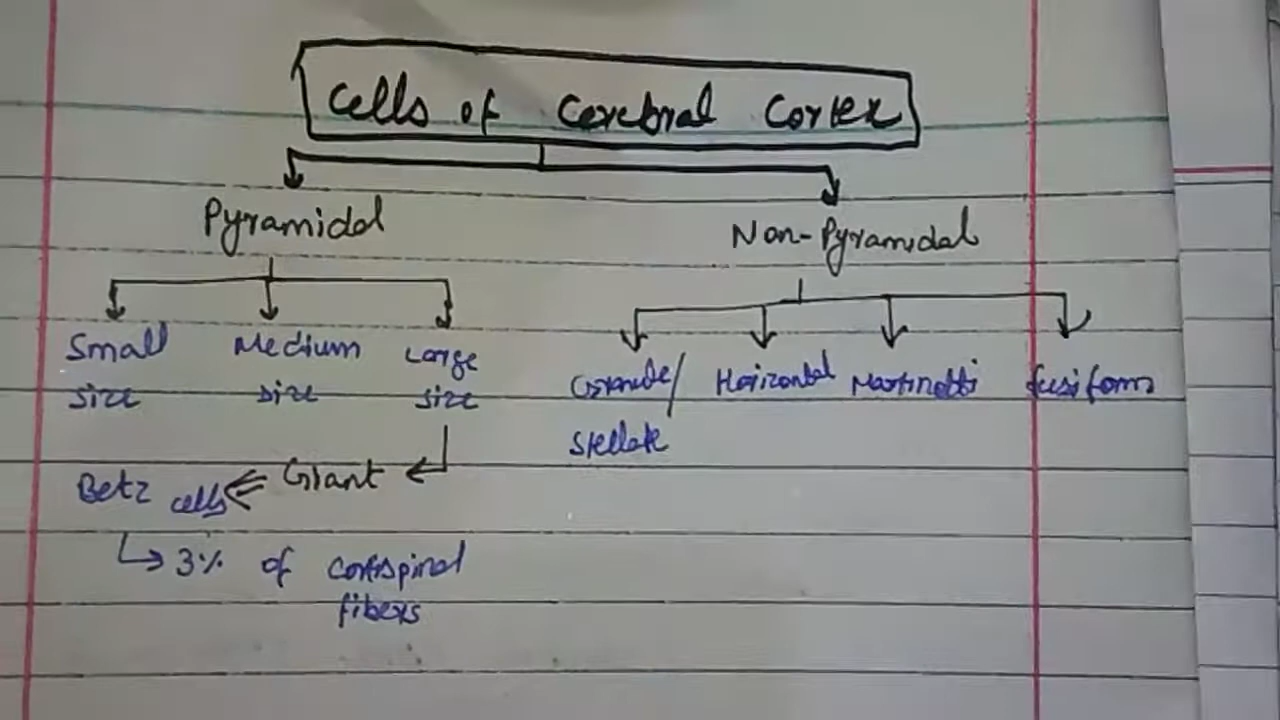 Cells of Cerebral Cortex
Pyramidal
Non-Pyramidal
Small size
Medium size
Large size
Granule/ Stellate
Horizontal
Martinotti
fusiform
Giant
Betz cells
3% of cortispinal
fibers